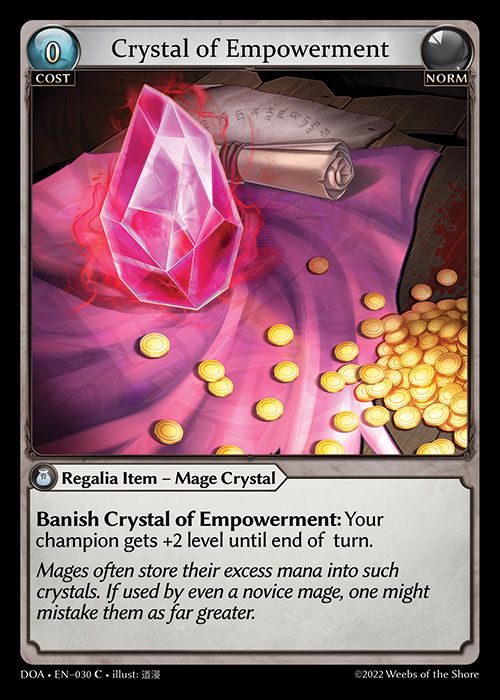 0
Crystal of Empowerment
COST
NORM
Regalia Item – Mage Crystal
Banish Crystal of Empowerment: Your
champion gets +2 level until end of turn.
Mages often store their excess mana into such
crystals. If used by even a novice mage, one might
mistake them as far greater.
DOA • EN-030 C • illust: 道漫
©2022 Weebs of the Shore